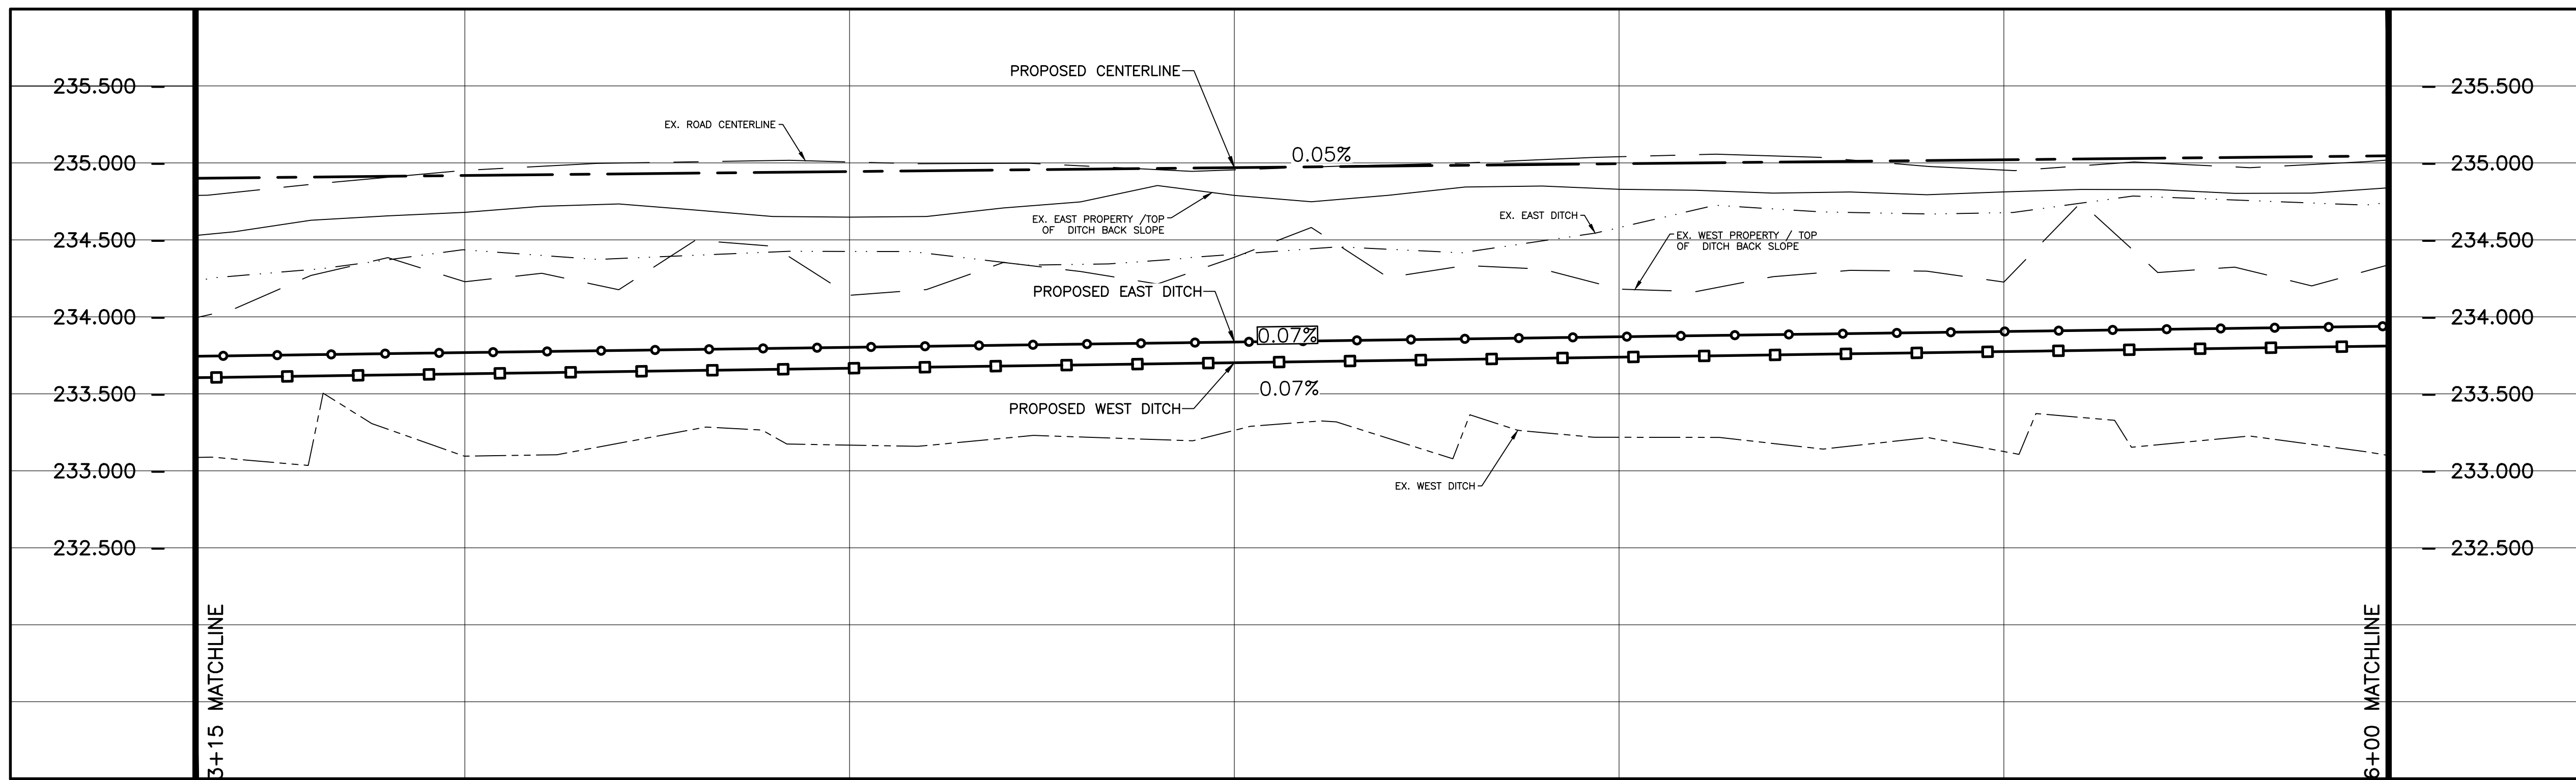 PROPOSED CENTERLINE
235.500 -
- 235.500
EX. ROAD CENTERLINE
0.05%
235.000 -
- 235.000
EX. EAST PROPERTY /TOP
OF DITCH BACK SLOPE
EX. EAST DITCH
EX. WEST PROPERTY / TOP
OF DITCH BACK SLOPE
234.500 -
- 234.500
PROPOSED EAST DITCH
234.000 -
- 234.000
0.07%
233.500 -
0.07%
- 233.500
PROPOSED WEST DITCH
233.000 -
- 233.000
EX. WEST DITCH
232.500 -
- 232.500
3+15 MATCHLINE
6+00 MATCHLINE